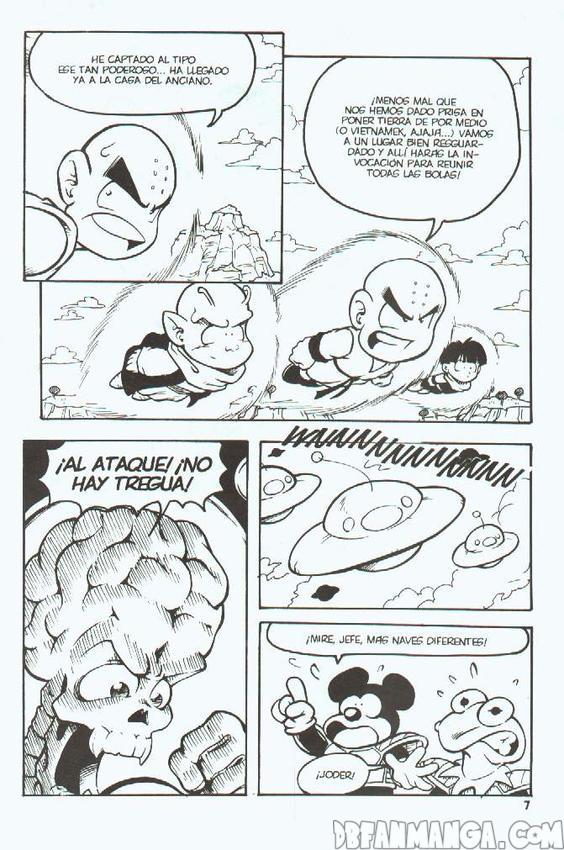 HE CAPTADO AL TIPO
ESE TAN PODEROSO... HA LLEGADO
YA A LA CASA DEL ANCIANO.
¡MENOS MAL QUE
NOS HEMOS DADO PRISA EN
PONER TIERRA DE POR MEDIO
(O VIETNAMEK, AJAJA...) VAMOS
A UN LUGAR BIEN RESGUAR-
DADO Y ALLÍ HARAS LA IN-
VOCACIÓN PARA REUNIR
TODAS LAS BOLAS!
¡AL ATAQUE! ¡NO
HAY TREGUA!
WNNNNNNNNNNN
¡MIRE, JEFE, MAS NAVES DIFERENTES!
¡JODER!
7
DBFANMANGA.COM